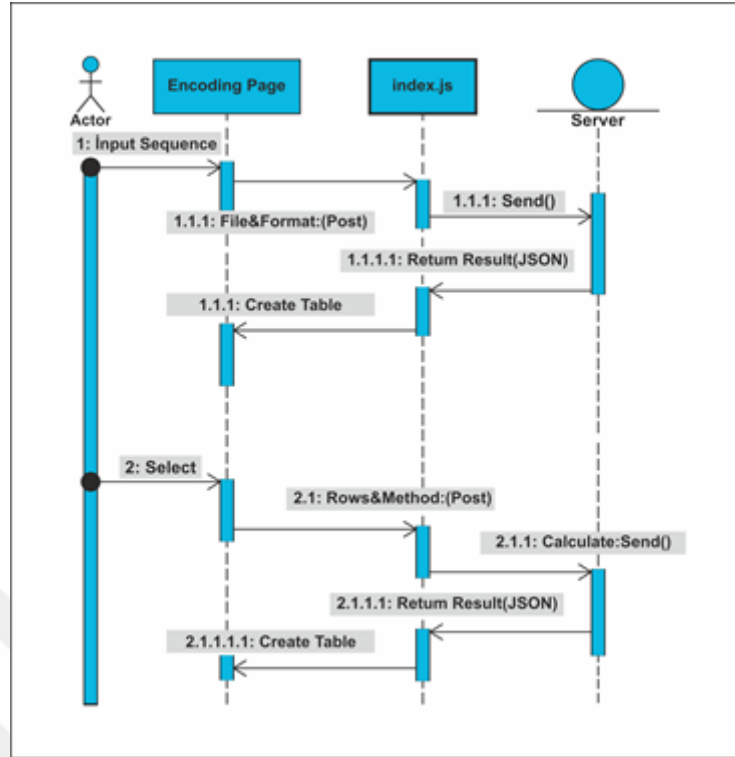 Encoding Page
index.js
Actor
Server
1: İnput Sequence
1.1.1: Send()
1.1.1: File&Format:(Post)
1.1.1.1: Retum Result(JSON)
1.1.1: Create Table
2: Select
2.1: Rows&Method:(Post)
2.1.1: Calculate:Send()
2.1.1.1: Retum Result(JSON)
2.1.1.1.1: Create Table